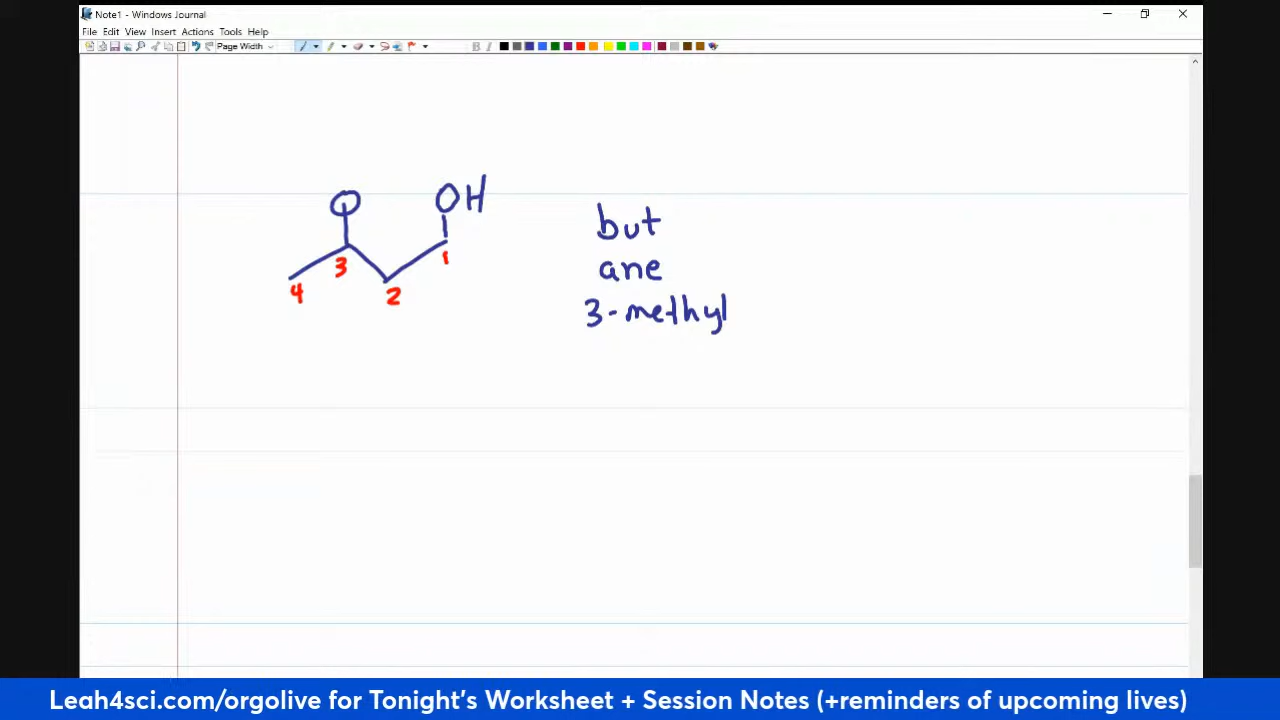 Note1 - Windows Journal
File Edit View Insert Actions Tools Help
Page Width
B I
OH
4 3 2 1
but
ane
3-methyl
Leah4sci.com/orgolive for Tonight's Worksheet + Session Notes (+reminders of upcoming lives)